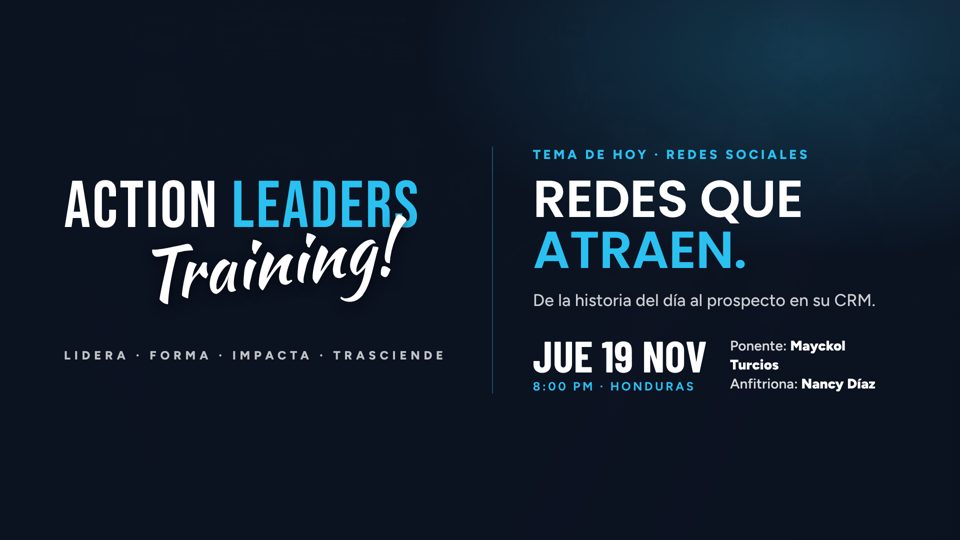 ACTION LEADERS
Training!
LIDERA · FORMA · IMPACTA · TRASCIENDE
TEMA DE HOY · REDES SOCIALES
REDES QUE
ATRAEN.
De la historia del día al prospecto en su CRM.
JUE 19 NOV
8:00 PM · HONDURAS
Ponente: Mayckol
Turcios
Anfitriona: Nancy Díaz